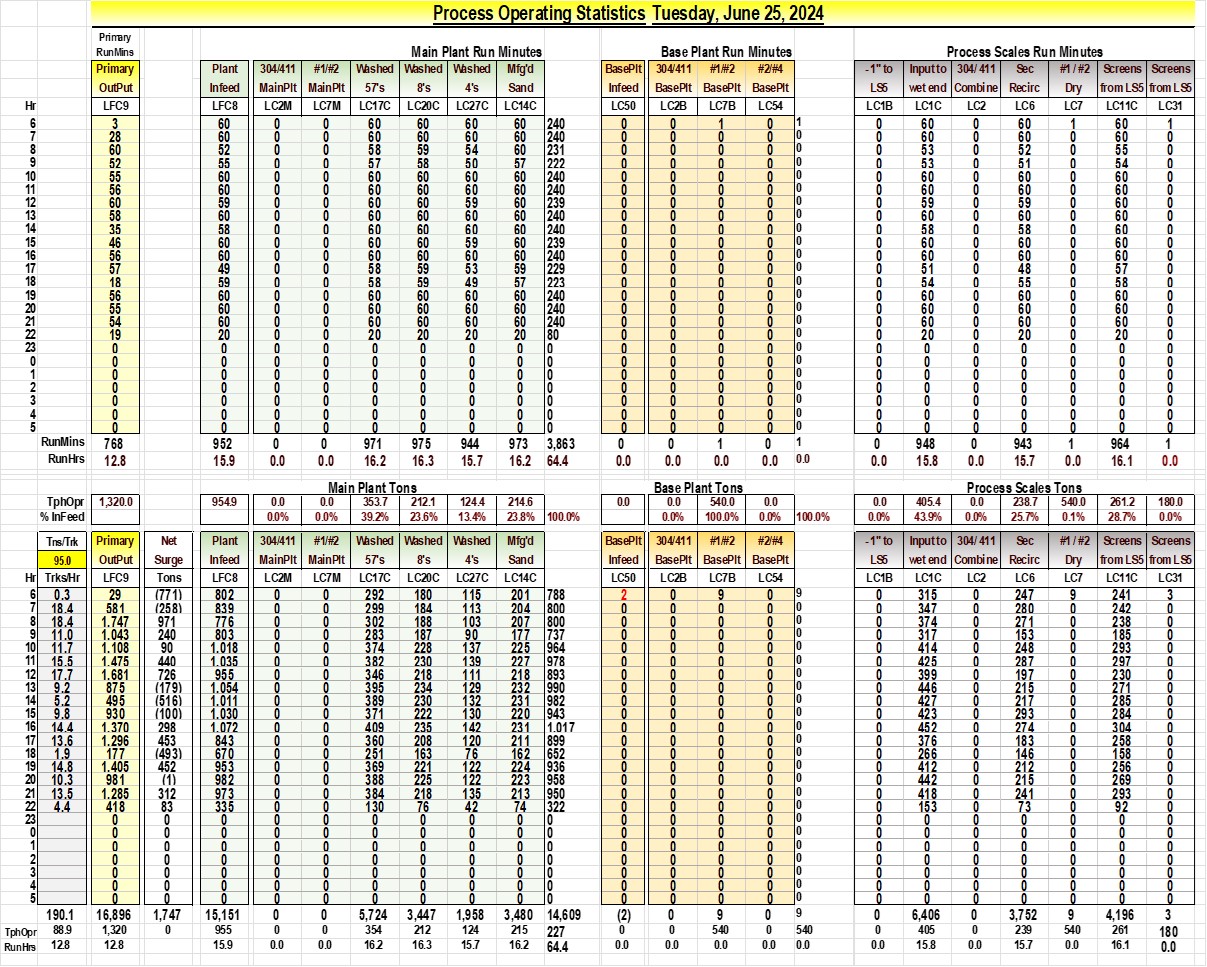 Process Operating Statistics Tuesday, June 25, 2024
Primary
RunMins Main Plant Run Minutes Base Plant Run Minutes Process Scales Run Minutes
Primary Plant 304/411 #1/#2 Washed Washed Washed Mfg'd BasePlt 304/411 #1/#2 #2/#4 -1" to Input to 304/ 411 Sec #1 / #2 Screens Screens
OutPut Infeed MainPlt MainPlt 57's 8's 4's Sand Infeed BasePlt BasePlt BasePlt LS5 wet end Combine Recirc Dry from LS5 from LS5
Hr LFC9 LFC8 LC2M LC7M LC17C LC20C LC27C LC14C LC50 LC2B LC7B LC54 LC1B LC1C LC2 LC6 LC7 LC11C LC31
6 3 60 0 0 60 60 60 60 240 0 0 1 0 1 0 60 0 60 1 60 1
7 28 60 0 0 60 60 60 60 240 0 0 0 0 0 0 60 0 60 0 60 0
8 60 52 0 0 58 59 54 60 231 0 0 0 0 0 0 53 0 52 0 55 0
9 52 55 0 0 57 58 50 57 222 0 0 0 0 0 0 53 0 51 0 54 0
10 55 60 0 0 60 60 60 60 240 0 0 0 0 0 0 60 0 60 0 60 0
11 56 60 0 0 60 60 60 60 240 0 0 0 0 0 0 60 0 60 0 60 0
12 60 59 0 0 60 60 59 60 239 0 0 0 0 0 0 59 0 59 0 60 0
13 58 60 0 0 60 60 60 60 240 0 0 0 0 0 0 60 0 60 0 60 0
14 35 58 0 0 60 60 60 60 240 0 0 0 0 0 0 58 0 58 0 60 0
15 46 60 0 0 60 60 59 60 239 0 0 0 0 0 0 60 0 60 0 60 0
16 56 60 0 0 60 60 60 60 240 0 0 0 0 0 0 60 0 60 0 60 0
17 57 49 0 0 58 59 53 59 229 0 0 0 0 0 0 51 0 48 0 57 0
18 18 59 0 0 58 59 49 57 223 0 0 0 0 0 0 54 0 55 0 58 0
19 56 60 0 0 60 60 60 60 240 0 0 0 0 0 0 60 0 60 0 60 0
20 55 60 0 0 60 60 60 60 240 0 0 0 0 0 0 60 0 60 0 60 0
21 54 60 0 0 60 60 60 60 240 0 0 0 0 0 0 60 0 60 0 60 0
22 19 20 0 0 20 20 20 20 80 0 0 0 0 0 0 20 0 20 0 20 0
23 0 0 0 0 0 0 0 0 0 0 0 0 0 0 0 0 0 0 0 0 0
0 0 0 0 0 0 0 0 0 0 0 0 0 0 0 0 0 0 0 0 0 0
1 0 0 0 0 0 0 0 0 0 0 0 0 0 0 0 0 0 0 0 0 0
2 0 0 0 0 0 0 0 0 0 0 0 0 0 0 0 0 0 0 0 0 0
3 0 0 0 0 0 0 0 0 0 0 0 0 0 0 0 0 0 0 0 0 0
4 0 0 0 0 0 0 0 0 0 0 0 0 0 0 0 0 0 0 0 0 0
5 0 0 0 0 0 0 0 0 0 0 0 0 0 0 0 0 0 0 0 0 0
RunMins 768 952 0 0 971 975 944 973 3,863 0 0 1 0 1 0 948 0 943 1 964 1
RunHrs 12.8 15.9 0.0 0.0 16.2 16.3 15.7 16.2 64.4 0.0 0.0 0.0 0.0 0.0 0.0 15.8 0.0 15.7 0.0 16.1 0.0
Main Plant Tons Base Plant Tons Process Scales Tons
TphOpr 1,320.0 954.9 0.0 0.0 353.7 212.1 124.4 214.6 0.0 0.0 540.0 0.0 0.0 405.4 0.0 238.7 540.0 261.2 180.0
% InFeed 0.0% 0.0% 39.2% 23.6% 13.4% 23.8% 100.0% 0.0% 100.0% 0.0% 100.0% 0.0% 43.9% 0.0% 25.7% 0.1% 28.7% 0.0%
Tns/Trk Primary Net Plant 304/411 #1/#2 Washed Washed Washed Mfg'd BasePlt 304/411 #1/#2 #2/#4 -1" to Input to 304/ 411 Sec #1 / #2 Screens Screens
95.0 OutPut Surge Infeed MainPlt MainPlt 57's 8's 4's Sand Infeed BasePlt BasePlt BasePlt LS5 wet end Combine Recirc Dry from LS5 from LS5
Hr Trks/Hr LFC9 Tons LFC8 LC2M LC7M LC17C LC20C LC27C LC14C LC50 LC2B LC7B LC54 LC1B LC1C LC2 LC6 LC7 LC11C LC31
6 0.3 29 (771) 802 0 0 292 180 115 201 788 2 0 9 0 9 0 315 0 247 9 241 3
7 18.4 581 (258) 839 0 0 299 184 113 204 800 0 0 0 0 0 0 347 0 280 0 242 0
8 18.4 1,747 971 776 0 0 302 188 103 207 800 0 0 0 0 0 0 374 0 271 0 238 0
9 11.0 1,043 240 803 0 0 283 187 90 177 737 0 0 0 0 0 0 317 0 153 0 185 0
10 11.7 1,108 90 1,018 0 0 374 228 137 225 964 0 0 0 0 0 0 414 0 248 0 293 0
11 15.5 1,475 440 1,035 0 0 382 230 139 227 978 0 0 0 0 0 0 425 0 287 0 297 0
12 17.7 1,681 726 955 0 0 346 218 111 218 893 0 0 0 0 0 0 399 0 197 0 230 0
13 9.2 875 (179) 1,054 0 0 395 234 129 232 990 0 0 0 0 0 0 446 0 215 0 271 0
14 5.2 495 (516) 1,011 0 0 389 230 132 231 982 0 0 0 0 0 0 427 0 217 0 285 0
15 9.8 930 (100) 1,030 0 0 371 222 130 220 943 0 0 0 0 0 0 423 0 293 0 284 0
16 14.4 1,370 298 1,072 0 0 409 235 142 231 1,017 0 0 0 0 0 0 452 0 274 0 304 0
17 13.6 1,296 453 843 0 0 360 208 120 211 899 0 0 0 0 0 0 376 0 183 0 258 0
18 1.9 177 (493) 670 0 0 251 163 76 162 652 0 0 0 0 0 0 266 0 146 0 158 0
19 14.8 1,405 452 953 0 0 369 221 122 224 936 0 0 0 0 0 0 412 0 212 0 256 0
20 10.3 981 (1) 982 0 0 388 225 122 223 958 0 0 0 0 0 0 442 0 215 0 269 0
21 13.5 1,285 312 973 0 0 384 218 135 213 950 0 0 0 0 0 0 418 0 241 0 293 0
22 4.4 418 83 335 0 0 130 76 42 74 322 0 0 0 0 0 0 153 0 73 0 92 0
23 0 0 0 0 0 0 0 0 0 0 0 0 0 0 0 0 0 0 0 0 0 0
0 0 0 0 0 0 0 0 0 0 0 0 0 0 0 0 0 0 0 0 0 0 0
1 0 0 0 0 0 0 0 0 0 0 0 0 0 0 0 0 0 0 0 0 0 0
2 0 0 0 0 0 0 0 0 0 0 0 0 0 0 0 0 0 0 0 0 0 0
3 0 0 0 0 0 0 0 0 0 0 0 0 0 0 0 0 0 0 0 0 0 0
4 0 0 0 0 0 0 0 0 0 0 0 0 0 0 0 0 0 0 0 0 0 0
5 0 0 0 0 0 0 0 0 0 0 0 0 0 0 0 0 0 0 0 0 0 0
190.1 16,896 1,747 15,151 0 0 5,724 3,447 1,958 3,480 14,609 (2) 0 9 0 9 0 6,406 0 3,752 9 4,196 3
TphOpr 88.9 1,320 0 955 0 0 354 212 124 215 227 0 0 540 0 540 0 405 0 239 540 261 180
RunHrs 12.8 12.8 15.9 0.0 0.0 16.2 16.3 15.7 16.2 64.4 0.0 0.0 0.0 0.0 0.0 15.8 0.0 15.7 0.0 16.1 0.0